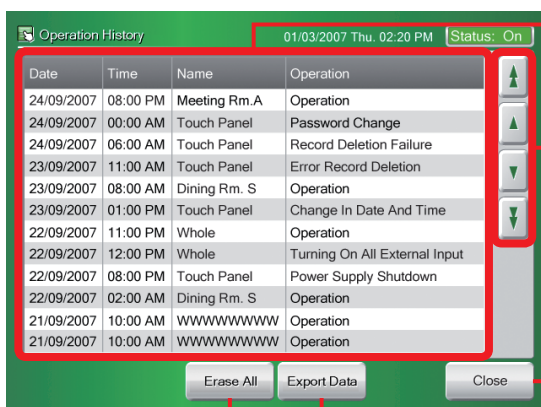 Operation History 01/03/2007 Thu. 02:20 PM Status: On
Date Time Name Operation
24/09/2007 08:00 PM Meeting Rm.A Operation
24/09/2007 00:00 AM Touch Panel Password Change
24/09/2007 06:00 AM Touch Panel Record Deletion Failure
23/09/2007 11:00 AM Touch Panel Error Record Deletion
23/09/2007 08:00 AM Dining Rm. S Operation
23/09/2007 01:00 PM Touch Panel Change In Date And Time
22/09/2007 11:00 PM Whole Operation
22/09/2007 12:00 PM Whole Turning On All External Input
22/09/2007 08:00 PM Touch Panel Power Supply Shutdown
22/09/2007 02:00 AM Dining Rm. S Operation
21/09/2007 10:00 AM WWWWWWWW Operation
21/09/2007 10:00 AM WWWWWWWW Operation
Erase All Export Data Close